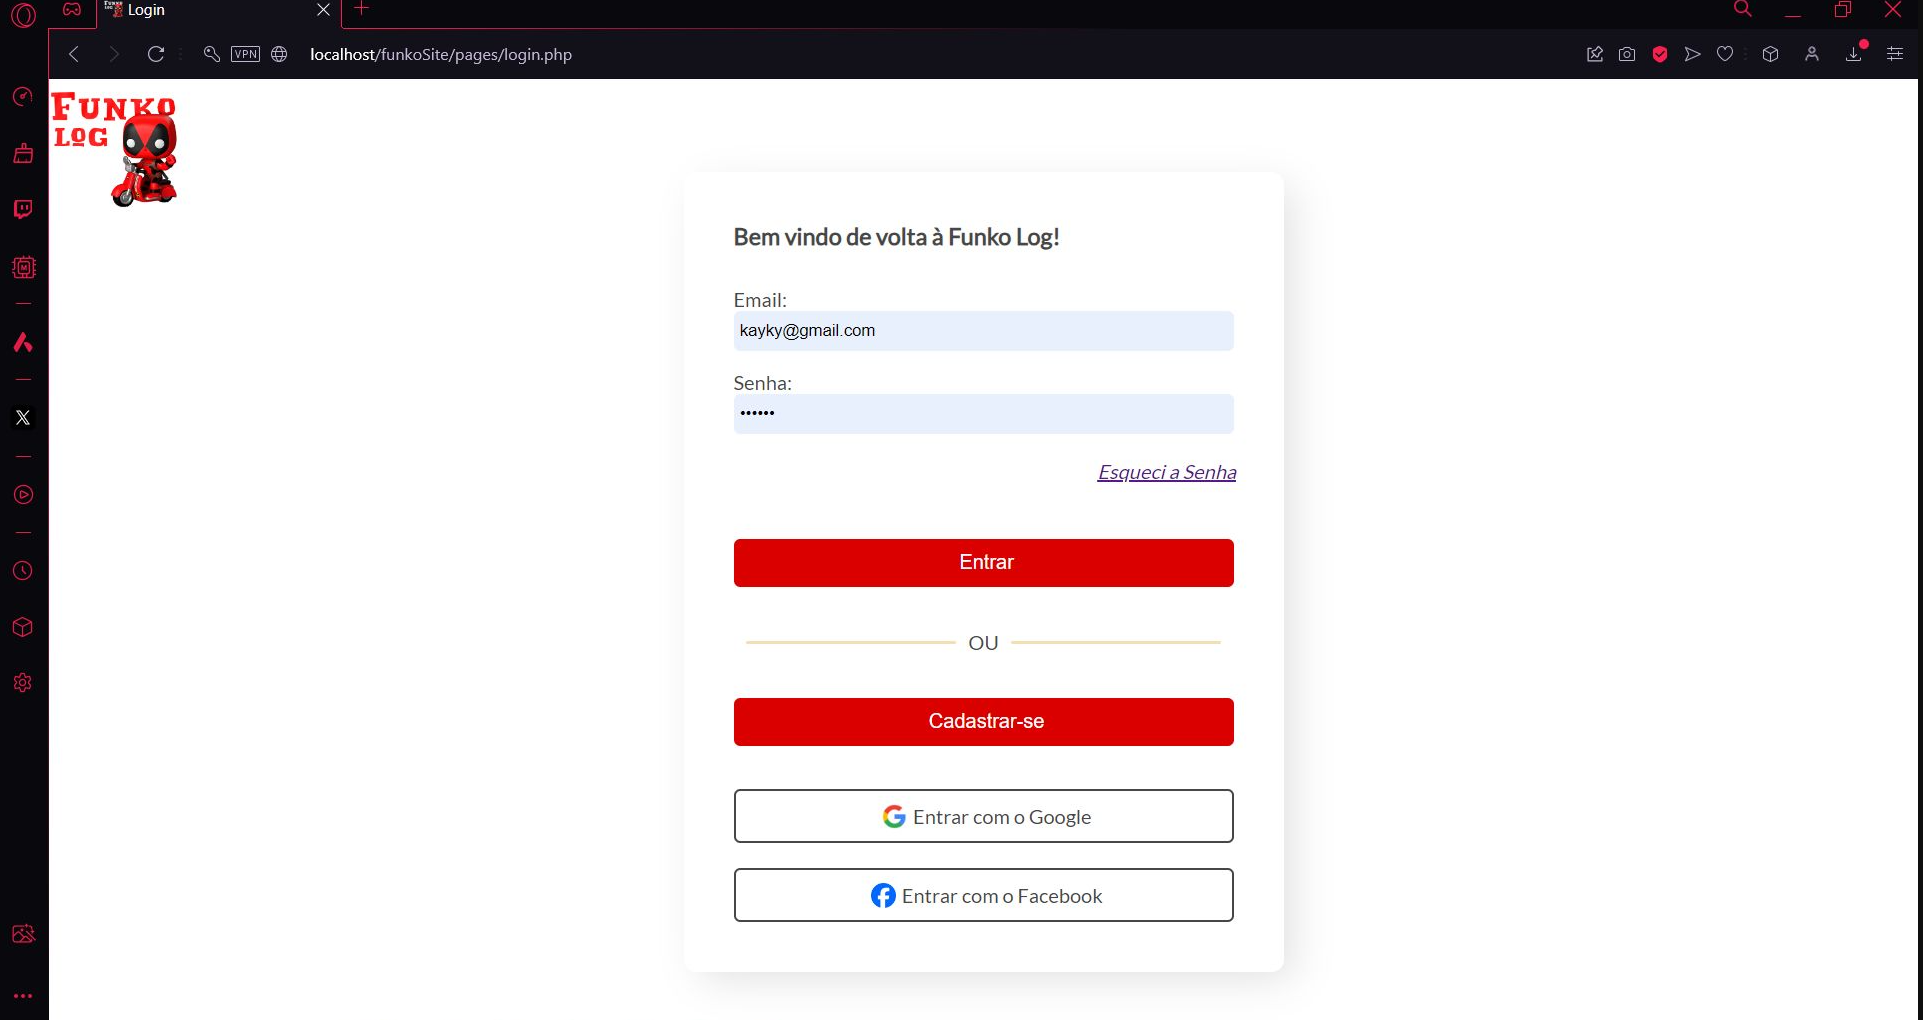 Login
VPN
localhost/funkoSite/pages/login.php
FUNKO
LOG
Bem vindo de volta à Funko Log!
Email:
kayky@gmail.com
Senha:
••••••
Esqueci a Senha
Entrar
OU
Cadastrar-se
Entrar com o Google
Entrar com o Facebook